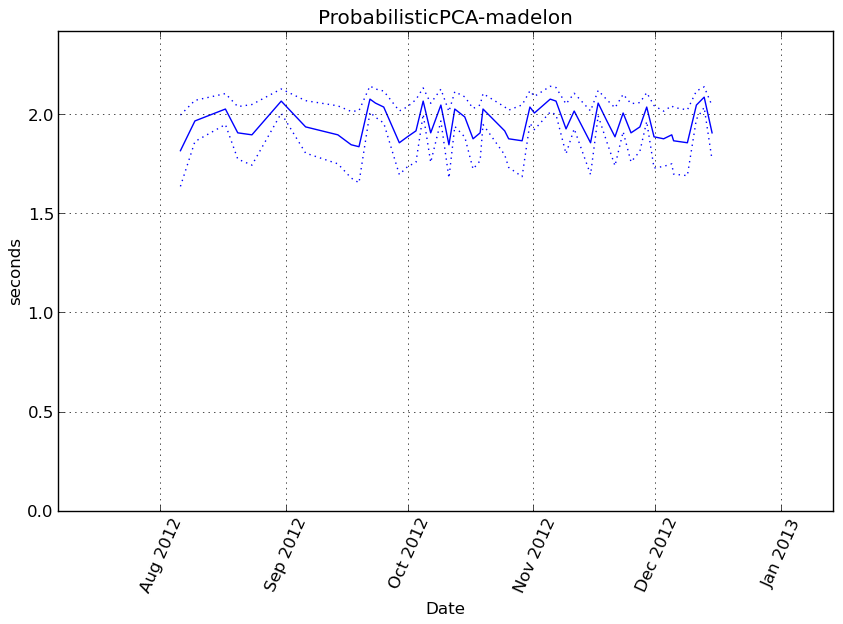 ProbabilisticPCA-madelon
2.0
1.5
1.0
0.5
0.0
seconds
Aug 2012
Sep 2012
Oct 2012
Nov 2012
Dec 2012
Jan 2013
Date